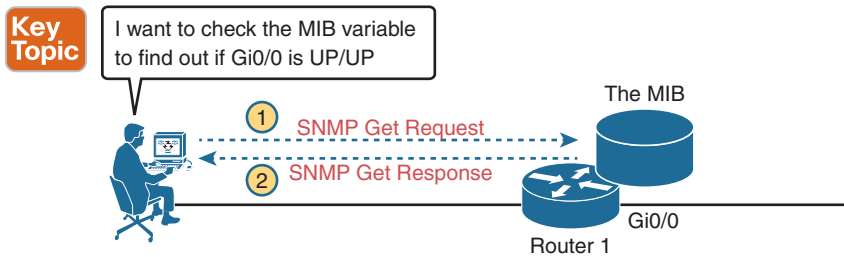 Key
Topic
I want to check the MIB variable
to find out if Gi0/0 is UP/UP
The MIB
1
SNMP Get Request
2
SNMP Get Response
Gi0/0
Router 1